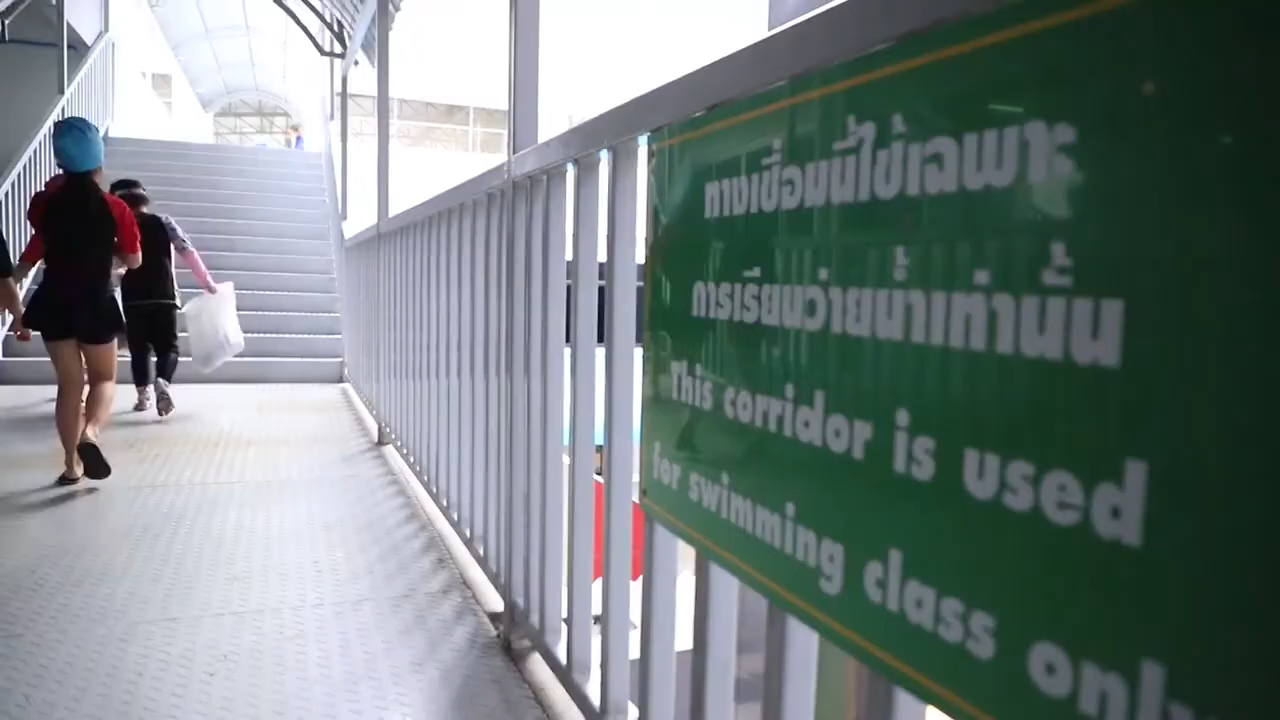 ทางเชื่อมนี้ใช้เฉพาะ
การเรียนว่ายน้ำเท่านั้น
This corridor is used
for swimming class only